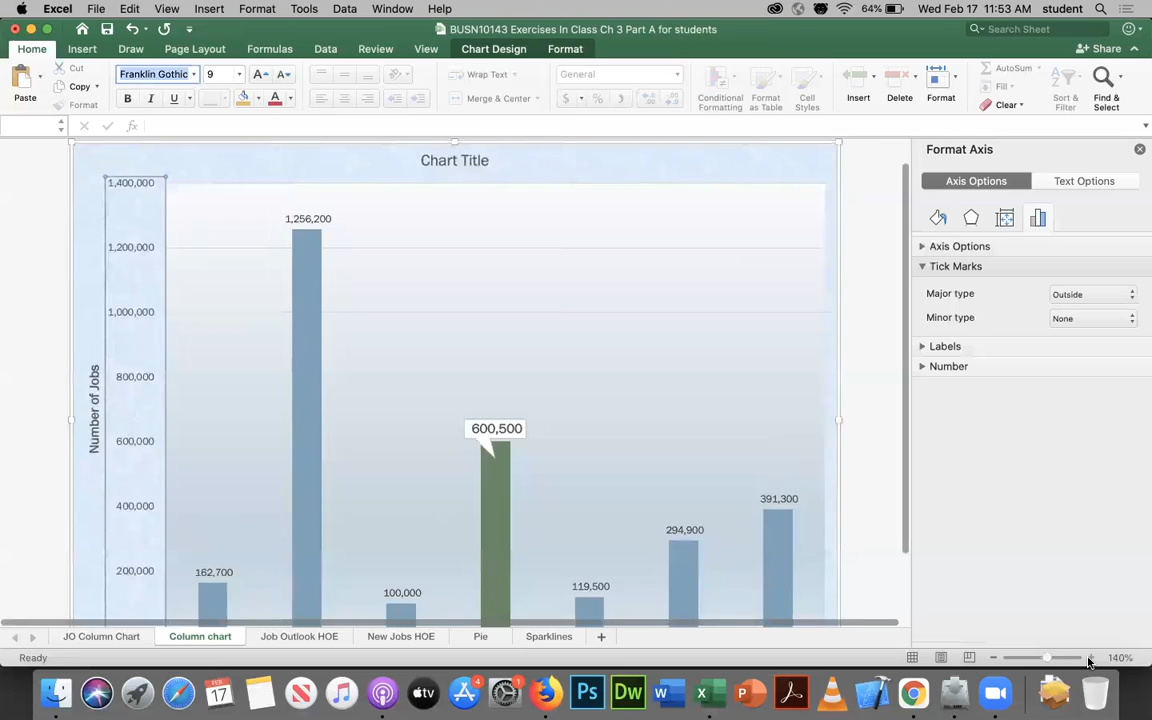 Excel File Edit View Insert Format Tools Data Window Help 64% Wed Feb 17 11:53 AM student
BUSN10143 Exercises In Class Ch 3 Part A for students
Search Sheet
Home Insert Draw Page Layout Formulas Data Review View Chart Design Format Share
Paste
Cut
Copy
Format
Franklin Gothic 9
B I U
Wrap Text
Merge & Center
General
$ % )
Conditional
Formatting
Format
as Table
Cell
Styles
Insert
Delete
Format
AutoSum
Fill
Clear
Sort &
Filter
Find &
Select
fx
Chart Title
Number of Jobs
1,400,000
1,200,000
1,000,000
800,000
600,000
400,000
200,000
162,700
1,256,200
100,000
600,500
119,500
294,900
391,300
Format Axis
Axis Options Text Options
Axis Options
Tick Marks
Major type Outside
Minor type None
Labels
Number
JO Column Chart Column chart Job Outlook HOE New Jobs HOE Pie Sparklines +
Ready 140%
FEB
17
tv
4
1
Ps
Dw
W
X
P